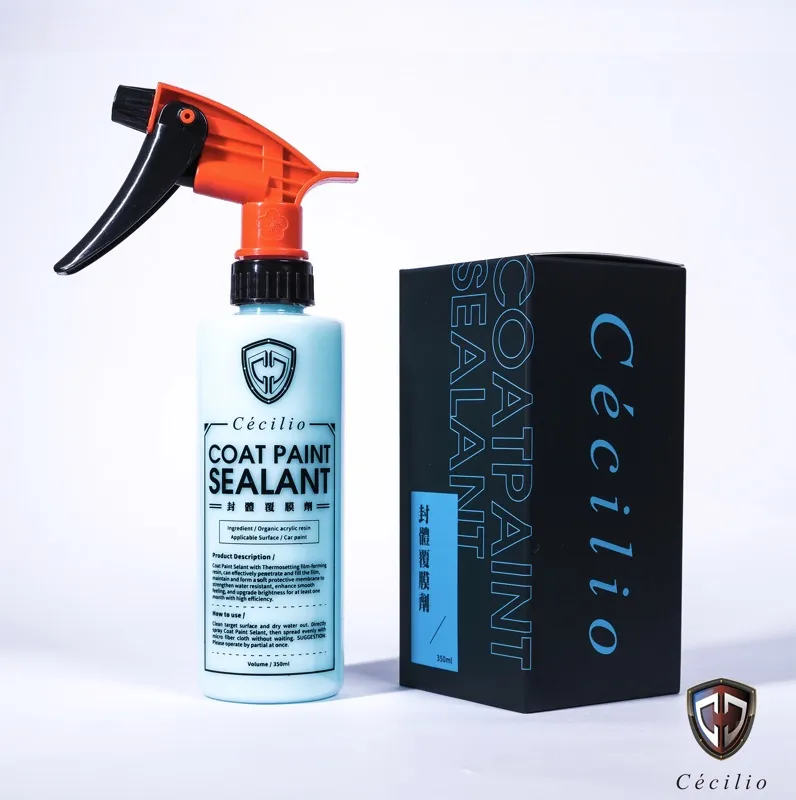 Cécilio
COAT PAINT
SEALANT
封體覆膜劑
Ingredient / Organic acrylic resin
Applicable Surface / Car paint
Product Description /
Coat Paint Selant with Thermosetting film-forming
resin, can effectively penetrate and fill the film,
maintain and form a soft protective membrane to
strengthen water resistant, enhance smooth
feeling, and upgrade brightness for at least one
month with high efficiency.
How to use /
Clean target surface and dry water out. Directly
spray Coat Paint Selant, then spread evenly with
micro fiber cloth without waiting. SUGGESTION:
Please operate by partial at once.
Volume / 350ml
COATPAINT
SEALANT
封體覆膜劑
350ml
Cécilio
Cécilio